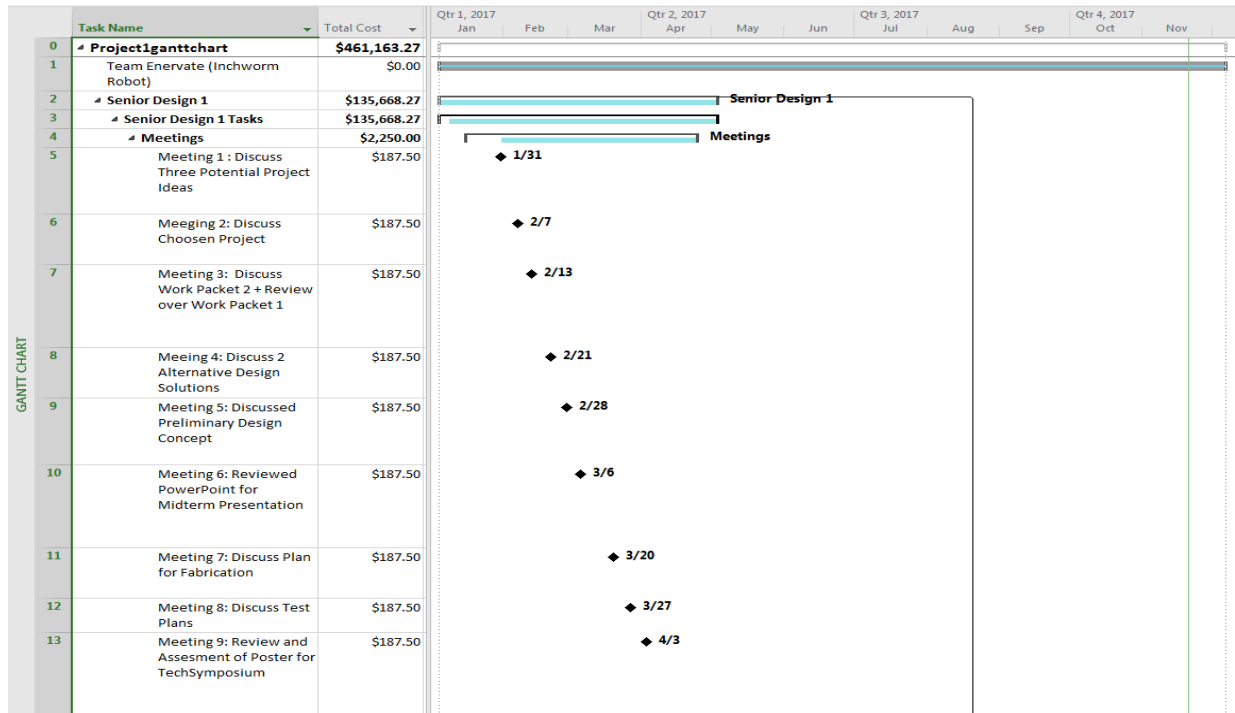 Qtr 1, 2017 Qtr 2, 2017 Qtr 3, 2017 Qtr 4, 2017
Task Name Total Cost Jan Feb Mar Apr May Jun Jul Aug Sep Oct Nov
0 Project1ganttchart $461,163.27
1 Team Enervate (Inchworm $0.00
Robot)
2 Senior Design 1 $135,668.27 Senior Design 1
3 Senior Design 1 Tasks $135,668.27
4 Meetings $2,250.00 Meetings
5 Meeting 1 : Discuss $187.50 1/31
Three Potential Project
Ideas
6 Meeging 2: Discuss $187.50 2/7
Choosen Project
7 Meeting 3: Discuss $187.50 2/13
Work Packet 2 + Review
over Work Packet 1
8 Meeing 4: Discuss 2 $187.50 2/21
Alternative Design
Solutions
9 Meeting 5: Discussed $187.50 2/28
Preliminary Design
Concept
10 Meeting 6: Reviewed $187.50 3/6
PowerPoint for
Midterm Presentation
11 Meeting 7: Discuss Plan $187.50 3/20
for Fabrication
12 Meeting 8: Discuss Test $187.50 3/27
Plans
13 Meeting 9: Review and $187.50 4/3
Assesment of Poster for
TechSymposium
GANTT CHART